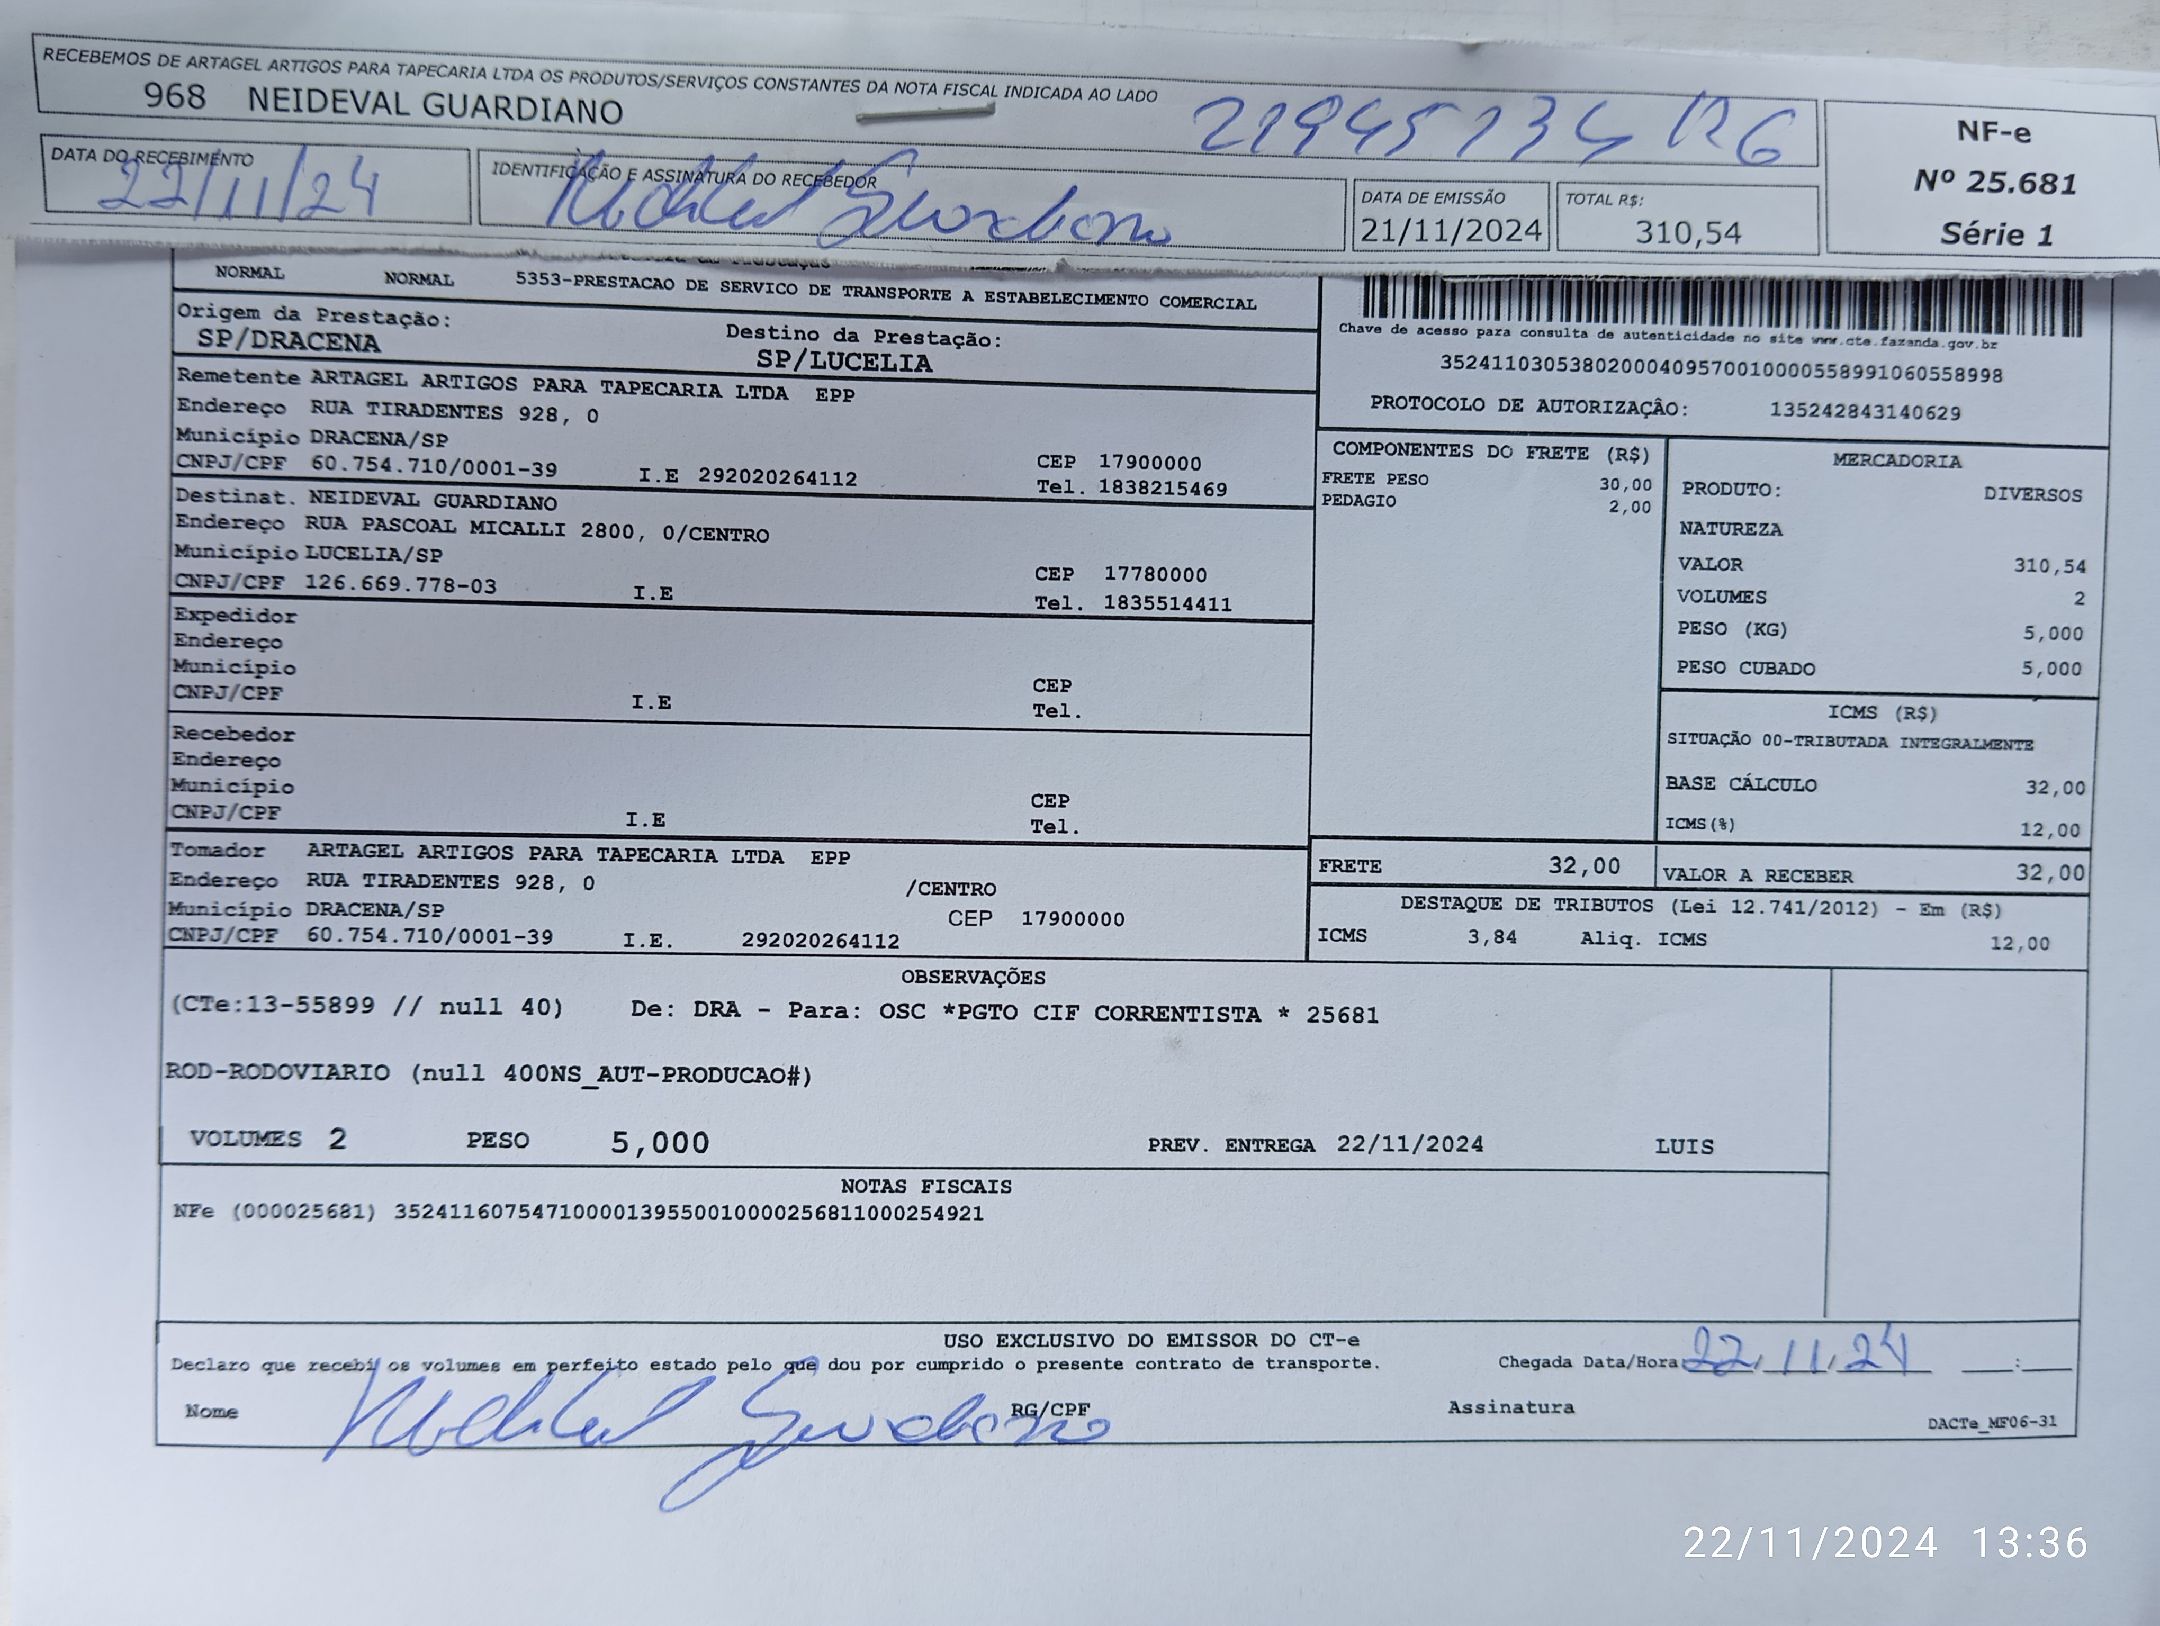 RECEBEMOS DE ARTAGEL ARTIGOS PARA TAPECARIA LTDA OS PRODUTOS/SERVIÇOS CONSTANTES DA NOTA FISCAL INDICADA AO LADO
968 NEIDEVAL GUARDIANO
RG
DATA DO RECEBIMENTO
22/11/24
IDENTIFICAÇÃO E ASSINATURA DO RECEBEDOR
DATA DE EMISSÃO
21/11/2024
TOTAL R$:
310,54
NF-e
Nº 25.681
Série 1
NORMAL NORMAL 5353-PRESTACAO DE SERVICO DE TRANSPORTE A ESTABELECIMENTO COMERCIAL
Origem da Prestação:
SP/DRACENA
Destino da Prestação:
SP/LUCELIA
Chave de acesso para consulta de autenticidade no site www.cte.fazenda.gov.br
35241103053802000409570010000558991060558998
PROTOCOLO DE AUTORIZAÇÂO: 135242843140629
Remetente ARTAGEL ARTIGOS PARA TAPECARIA LTDA EPP
Endereço RUA TIRADENTES 928, 0
Município DRACENA/SP
CEP 17900000
CNPJ/CPF 60.754.710/0001-39 I.E 292020264112
Tel. 1838215469
Destinat. NEIDEVAL GUARDIANO
Endereço RUA PASCOAL MICALLI 2800, 0/CENTRO
Município LUCELIA/SP
CEP 17780000
CNPJ/CPF 126.669.778-03 I.E
Tel. 1835514411
Expedidor
Endereço
Município
CEP
CNPJ/CPF I.E
Tel.
Recebedor
Endereço
Município
CEP
CNPJ/CPF I.E
Tel.
Tomador ARTAGEL ARTIGOS PARA TAPECARIA LTDA EPP
Endereço RUA TIRADENTES 928, 0 /CENTRO
Município DRACENA/SP CEP 17900000
CNPJ/CPF 60.754.710/0001-39 I.E. 292020264112
COMPONENTES DO FRETE (R$)
FRETE PESO 30,00
PEDAGIO 2,00
MERCADORIA
PRODUTO: DIVERSOS
NATUREZA
VALOR 310,54
VOLUMES 2
PESO (KG) 5,000
PESO CUBADO 5,000
ICMS (R$)
SITUAÇÃO 00-TRIBUTADA INTEGRALMENTE
BASE CÁLCULO 32,00
ICMS(%) 12,00
FRETE 32,00
VALOR A RECEBER 32,00
DESTAQUE DE TRIBUTOS (Lei 12.741/2012) - Em (R$)
ICMS 3,84 Aliq. ICMS 12,00
OBSERVAÇÕES
(CTe:13-55899 // null 40) De: DRA - Para: OSC *PGTO CIF CORRENTISTA * 25681
ROD-RODOVIARIO (null 400NS_AUT-PRODUCAO#)
VOLUMES 2 PESO 5,000 PREV. ENTREGA 22/11/2024 LUIS
NOTAS FISCAIS
NFe (000025681) 35241160754710000139550010000256811000254921
USO EXCLUSIVO DO EMISSOR DO CT-e
Declaro que recebi os volumes em perfeito estado pelo que dou por cumprido o presente contrato de transporte.
Chegada Data/Hora 22/11/24 :
Nome RG/CPF Assinatura
DACTe_MF06-31
22/11/2024 13:36